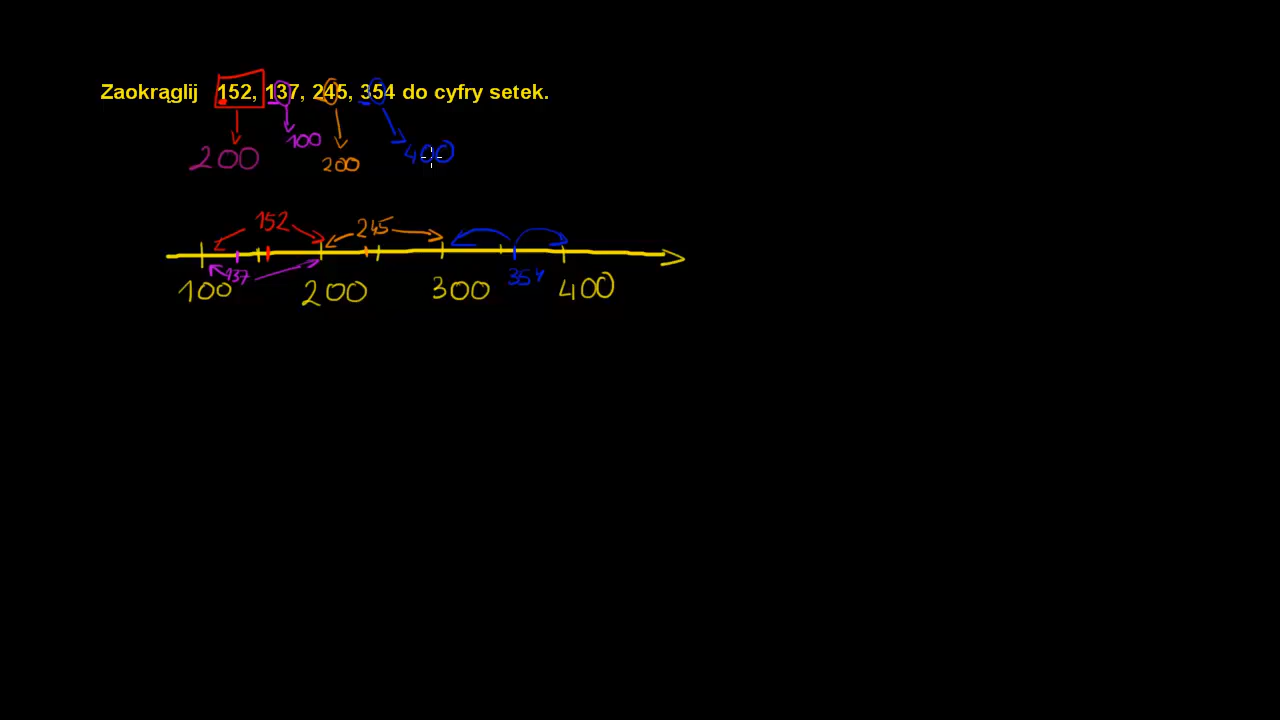 Zaokrąglij 152, 137, 245, 354 do cyfry setek.
200 100 200 400
152 245
137 354
100 200 300 400